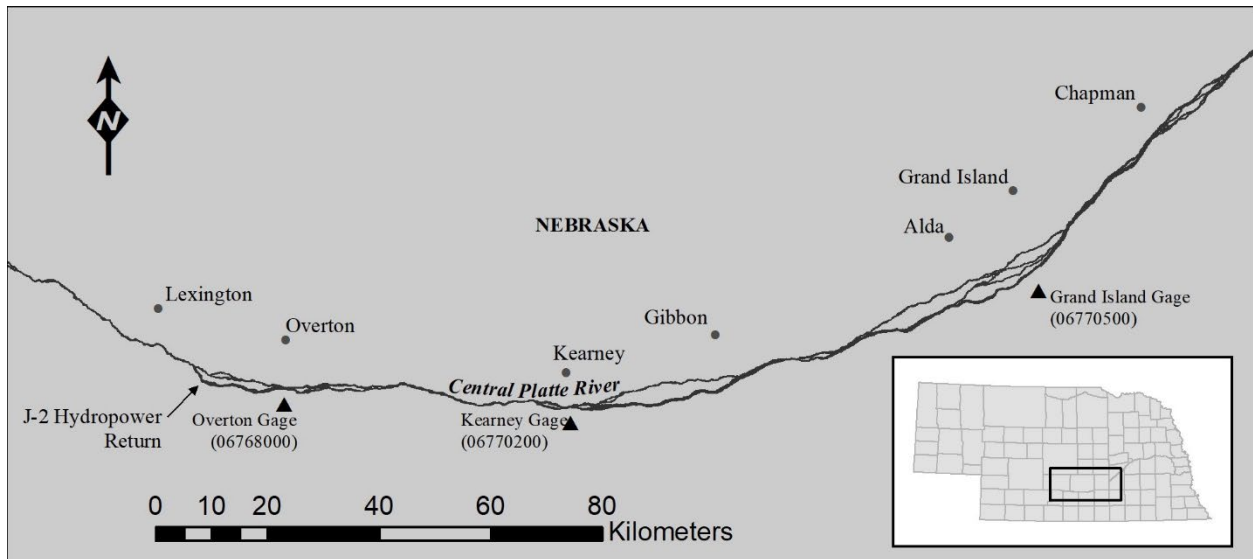 Chapman
N
Grand Island
NEBRASKA
Alda
Lexington
Overton
Gibbon
Kearney
Grand Island Gage
(06770500)
Central Platte River
J-2 Hydropower
Return
Overton Gage
(06768000)
Kearney Gage
(06770200)
0 10 20 40 60 80
Kilometers